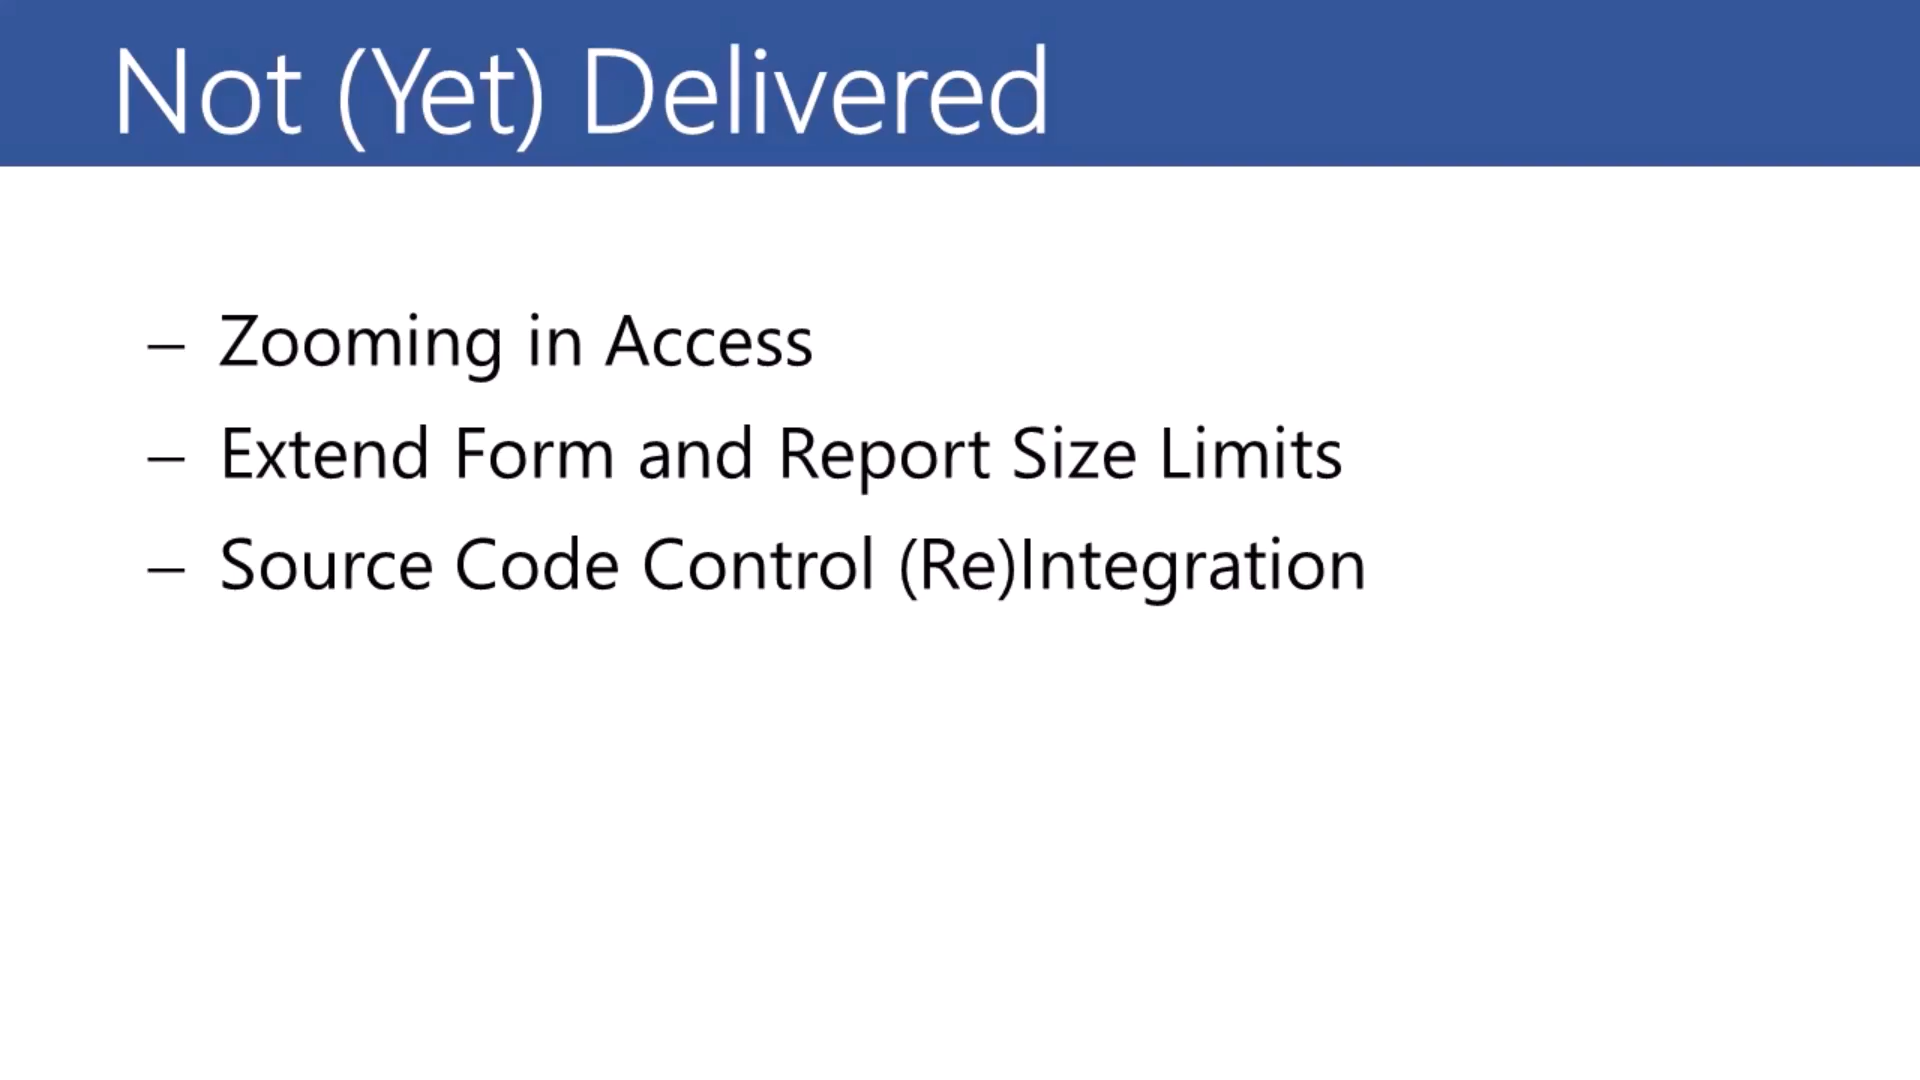 Not (Yet) Delivered
– Zooming in Access
– Extend Form and Report Size Limits
– Source Code Control (Re)Integration